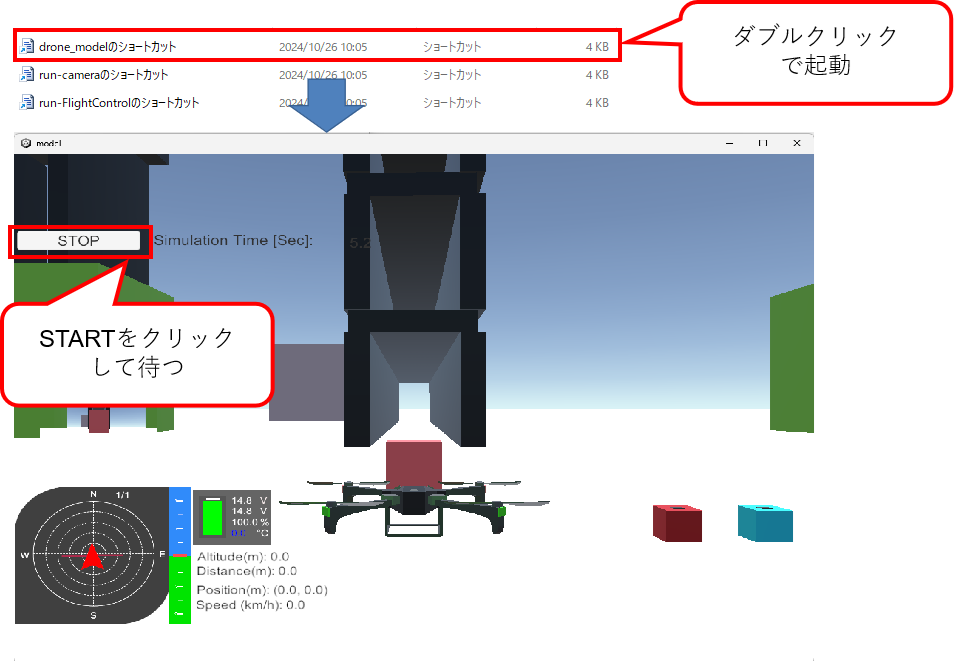 drone_modelのショートカット 2024/10/26 10:05 ショートカット 4 KB
ダブルクリック
で起動
run-cameraのショートカット 2024/10/26 10:05 ショートカット 4 KB
run-FlightControlのショートカット 2024/ 0:05 ショートカット 4 KB
model
STOP Simulation Time [Sec]: 5.2
STARTをクリック
して待つ
N 1/1
W E
S
14.8 V
14.8 V
100.0 %
0.0 °C
Altitude(m): 0.0
Distance(m): 0.0
Position(m): (0.0, 0.0)
Speed (km/h): 0.0